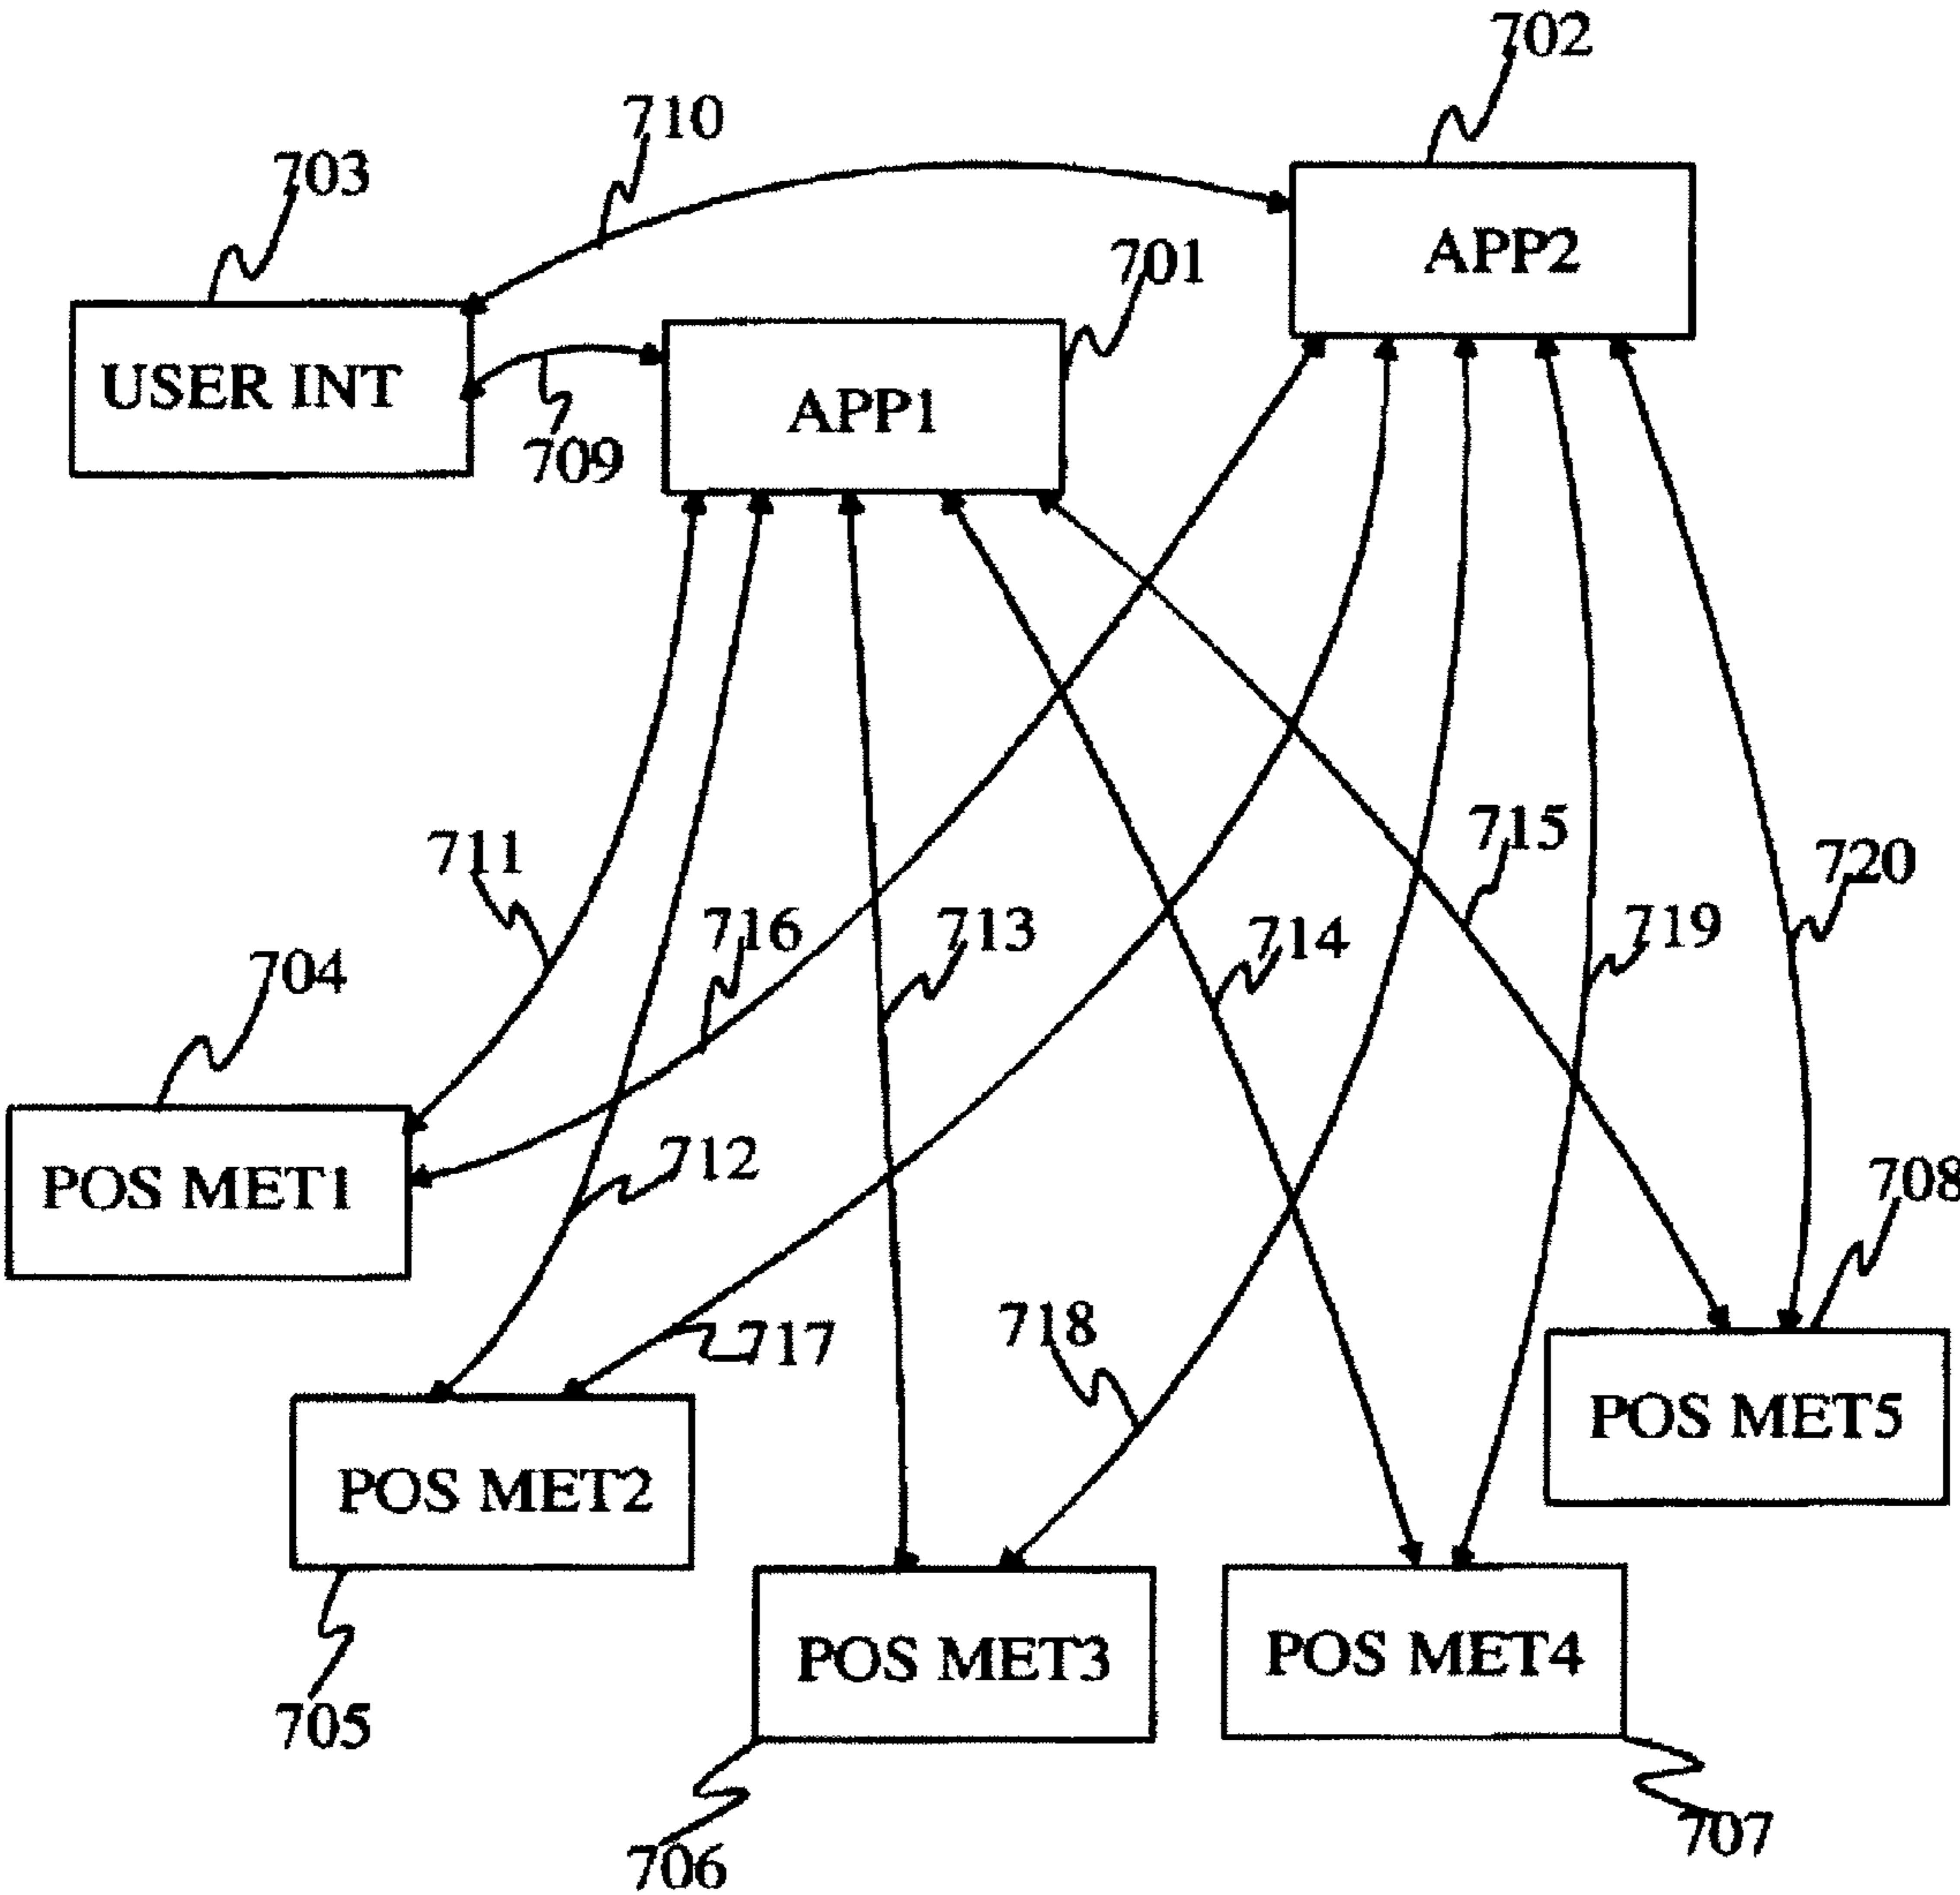 702
710
703
APP2
701
USER INT
APP1
709
715
711
720
716
713
714
719
704
712
POS MET1
708
718
717
POS MET5
POS MET2
POS MET3
POS MET4
705
707
706